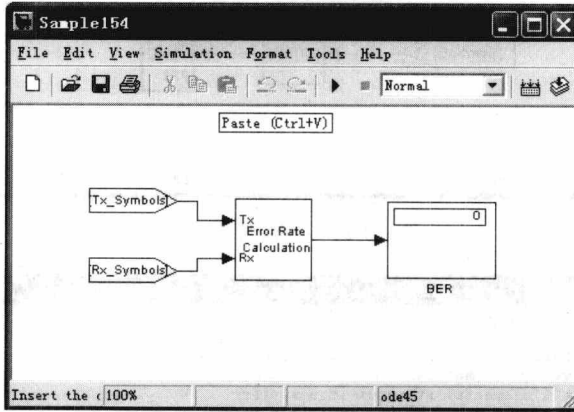 Sample154
File Edit View Simulation Format Tools Help
Normal
Paste (Ctrl+V)
Tx_Symbols
Rx_Symbols
Tx
Error Rate
Calculation
Rx
0
BER
Insert the 100% ode45